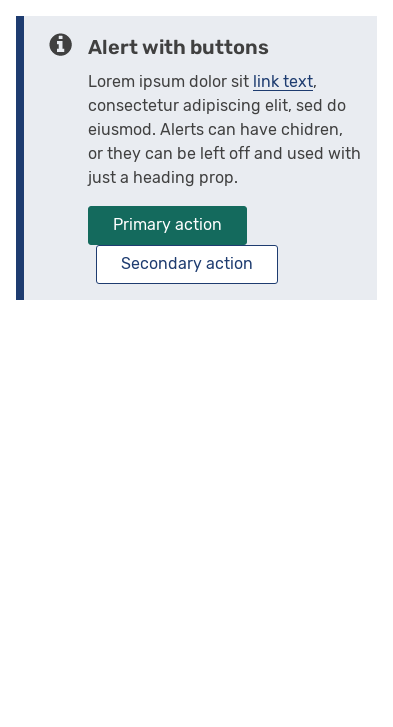 Alert with buttons
Lorem ipsum dolor sit link text,
consectetur adipiscing elit, sed do
eiusmod. Alerts can have chidren,
or they can be left off and used with
just a heading prop.
Primary action
Secondary action